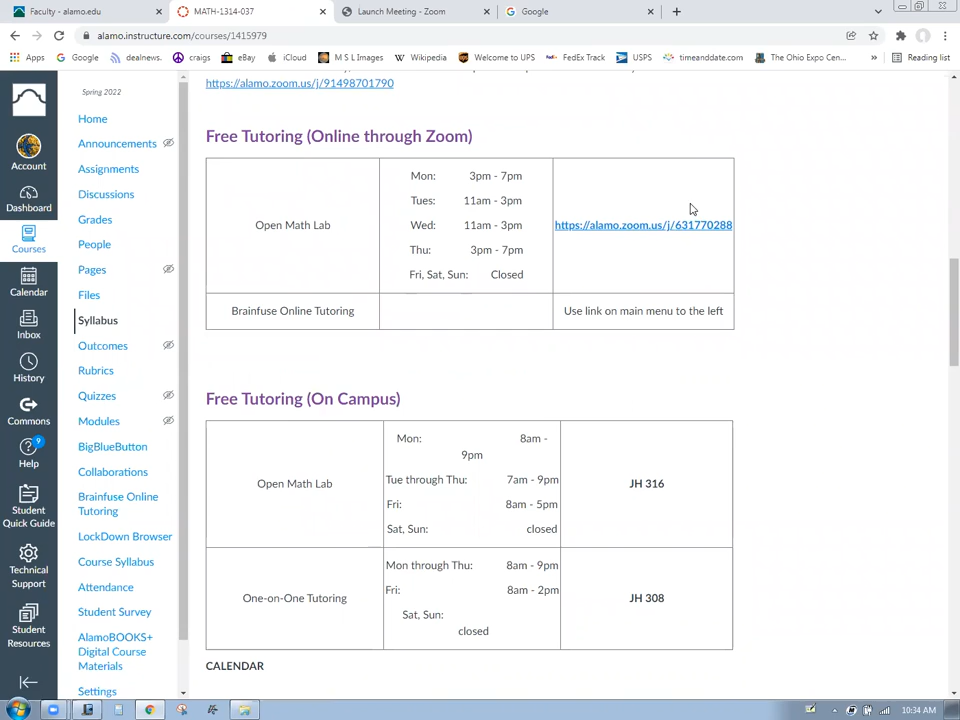 Faculty - alamo.edu
MATH-1314-037
Launch Meeting - Zoom
Google
alamo.instructure.com/courses/1415979
Apps
Google
dealnews.
craigs
eBay
iCloud
M S L Images
Wikipedia
Welcome to UPS
FedEx Track
USPS
timeanddate.com
The Ohio Expo Cen...
Reading list
Account
Dashboard
Courses
Calendar
Inbox
History
Commons
9
Help
Student
Quick Guide
Technical
Support
Student
Resources
Spring 2022
Home
Announcements
Assignments
Discussions
Grades
People
Pages
Files
Syllabus
Outcomes
Rubrics
Quizzes
Modules
BigBlueButton
Collaborations
Brainfuse Online
Tutoring
LockDown Browser
Course Syllabus
Attendance
Student Survey
AlamoBOOKS+
Digital Course
Materials
Settings
https://alamo.zoom.us/j/91498701790
Free Tutoring (Online through Zoom)
Open Math Lab
Mon: 3pm - 7pm
Tues: 11am - 3pm
Wed: 11am - 3pm
Thu: 3pm - 7pm
Fri, Sat, Sun: Closed
https://alamo.zoom.us/j/631770288
Brainfuse Online Tutoring
Use link on main menu to the left
Free Tutoring (On Campus)
Open Math Lab
Mon: 8am -
9pm
Tue through Thu: 7am - 9pm
Fri: 8am - 5pm
Sat, Sun: closed
JH 316
One-on-One Tutoring
Mon through Thu: 8am - 9pm
Fri: 8am - 2pm
Sat, Sun:
closed
JH 308
CALENDAR
10:34 AM